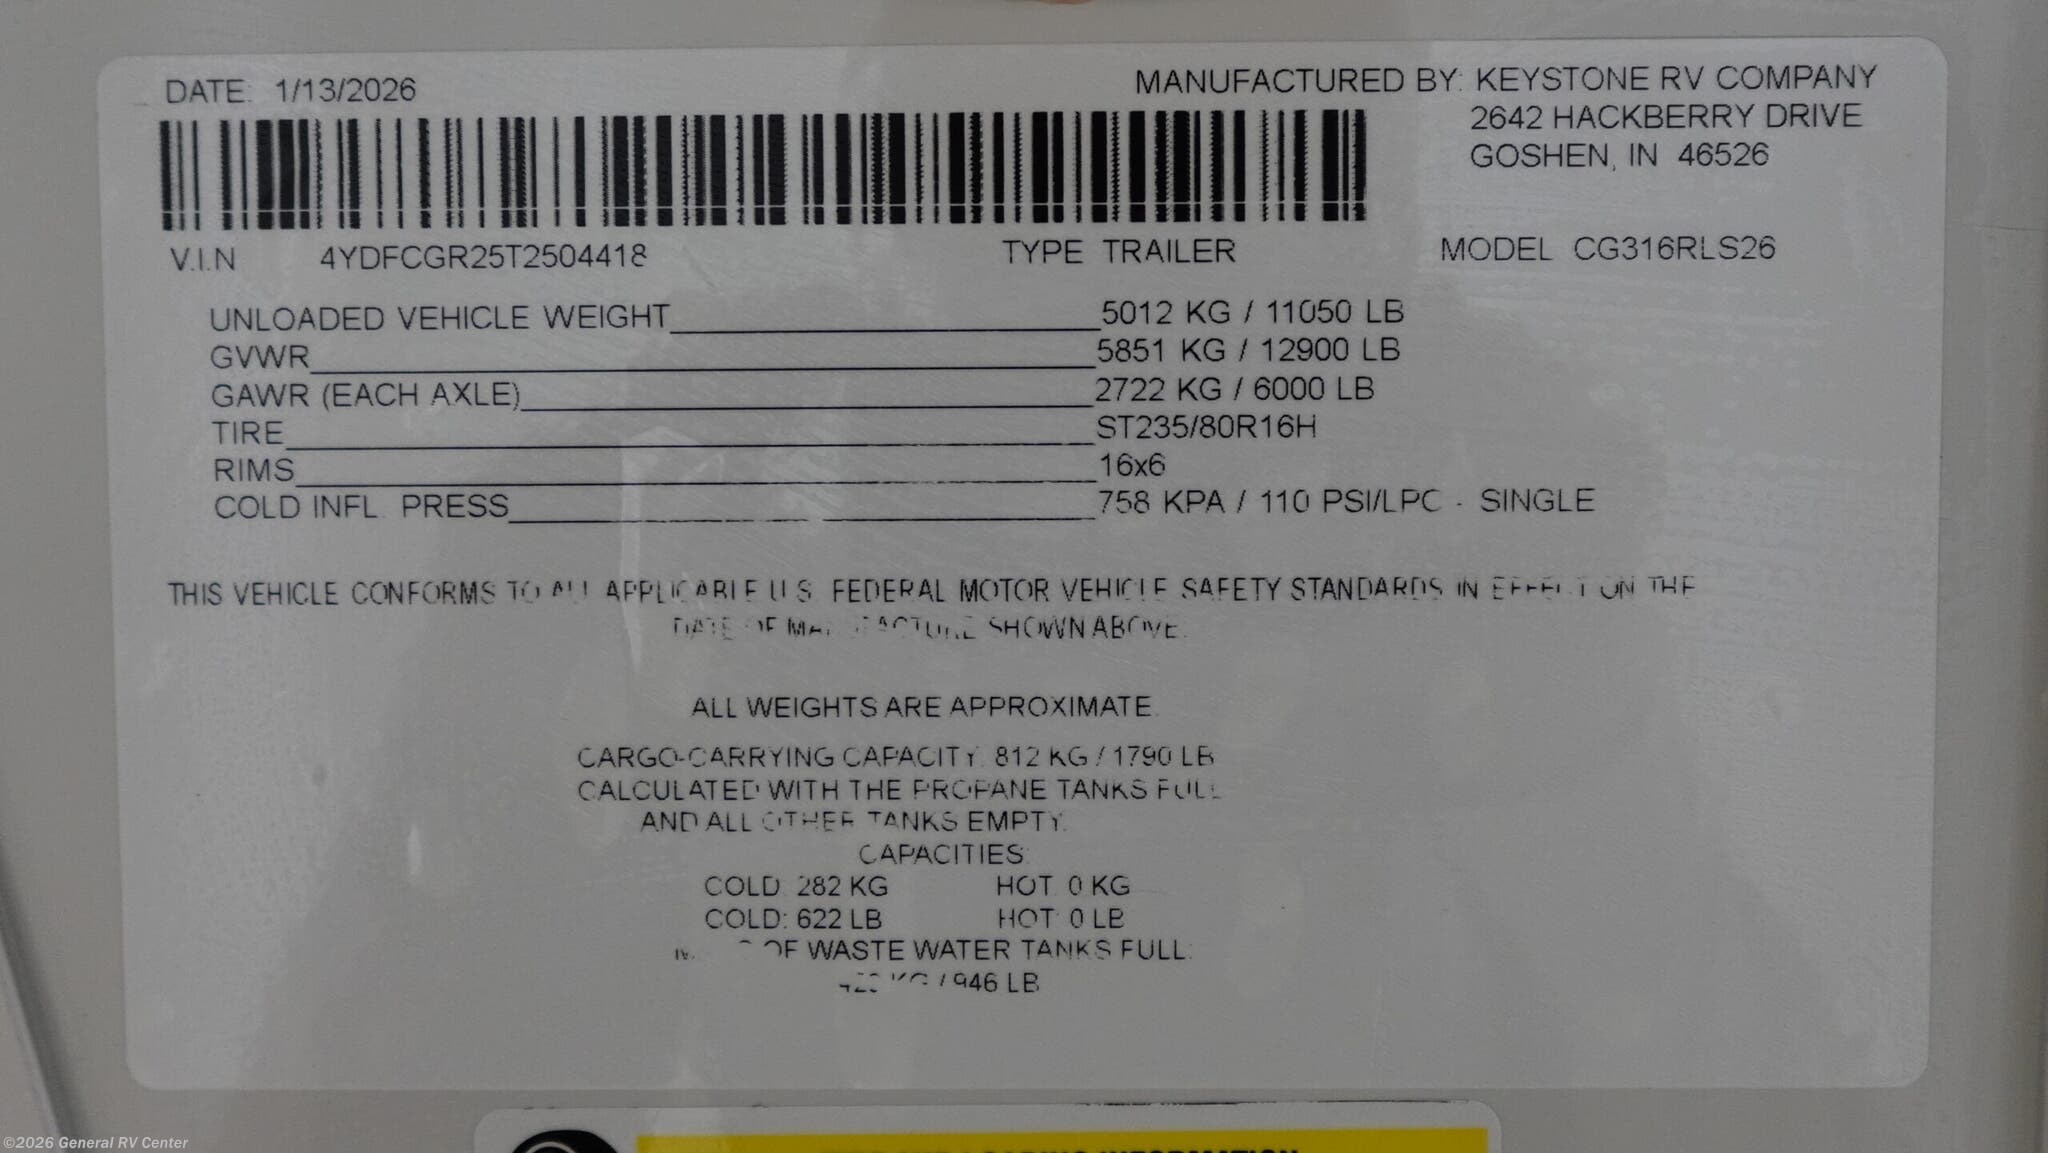 DATE: 1/13/2026
MANUFACTURED BY: KEYSTONE RV COMPANY
2642 HACKBERRY DRIVE
GOSHEN, IN 46526
V.I.N 4YDFCGR25T2504418 TYPE TRAILER MODEL CG316RLS26
UNLOADED VEHICLE WEIGHT 5012 KG / 11050 LB
GVWR 5851 KG / 12900 LB
GAWR (EACH AXLE) 2722 KG / 6000 LB
TIRE ST235/80R16H
RIMS 16x6
COLD INFL. PRESS 758 KPA / 110 PSI/LPC - SINGLE
THIS VEHICLE CONFORMS TO ALL APPLICABLE U.S. FEDERAL MOTOR VEHICLE SAFETY STANDARDS IN EFFECT ON THE
DATE OF MANUFACTURE SHOWN ABOVE.
ALL WEIGHTS ARE APPROXIMATE.
CARGO-CARRYING CAPACITY: 812 KG / 1790 LB
CALCULATED WITH THE PROPANE TANKS FULL
AND ALL OTHER TANKS EMPTY.
CAPACITIES:
COLD: 282 KG HOT: 0 KG
COLD: 622 LB HOT: 0 LB
OF WASTE WATER TANKS FULL:
KG / 946 LB
LOADING INFORMATION
©2026 General RV Center